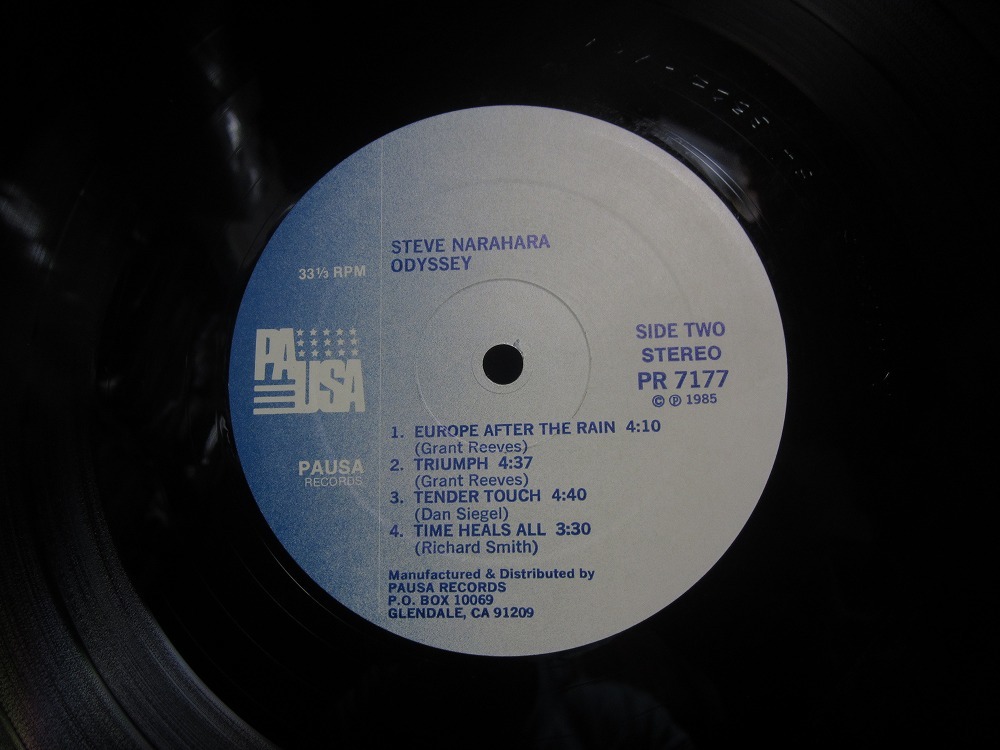 STEVE NARAHARA
ODYSSEY
33⅓ RPM
PAUSA
PAUSA
RECORDS
SIDE TWO
STEREO
PR 7177
© ℗ 1985
1. EUROPE AFTER THE RAIN 4:10
(Grant Reeves)
2. TRIUMPH 4:37
(Grant Reeves)
3. TENDER TOUCH 4:40
(Dan Siegel)
4. TIME HEALS ALL 3:30
(Richard Smith)
Manufactured & Distributed by
PAUSA RECORDS
P.O. BOX 10069
GLENDALE, CA 91209